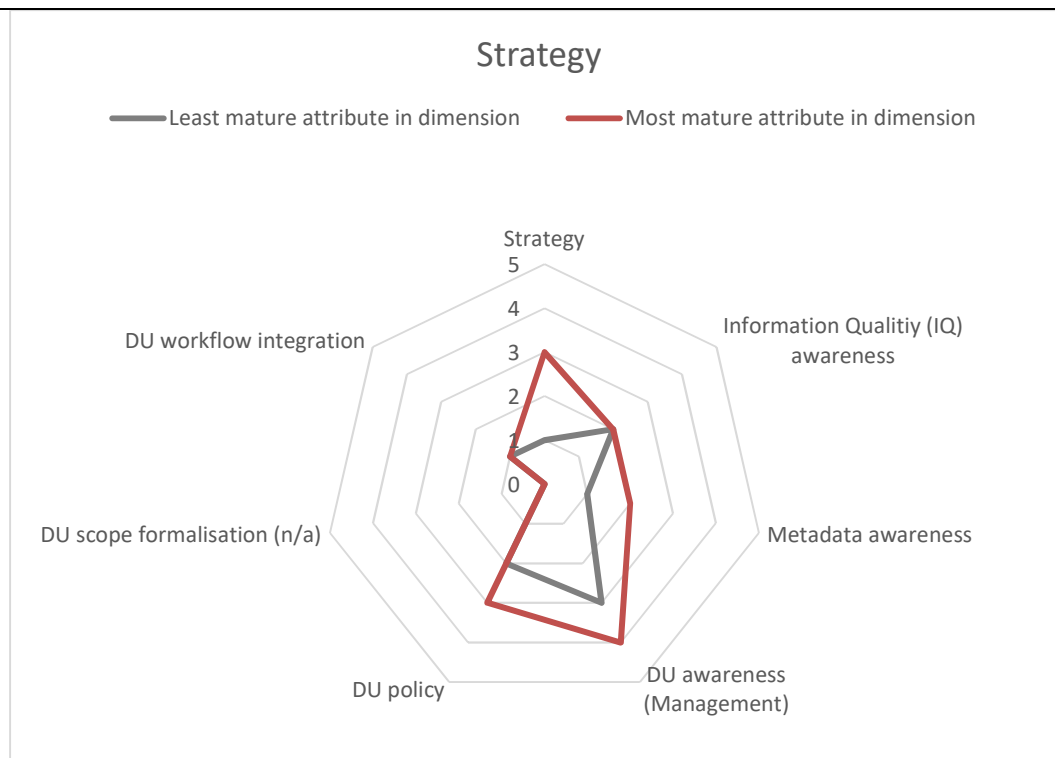 Strategy
Least mature attribute in dimension
Most mature attribute in dimension
Strategy
5
4
3
2
1
0
Information Qualitiy (IQ)
awareness
Metadata awareness
DU awareness
(Management)
DU policy
DU scope formalisation (n/a)
DU workflow integration